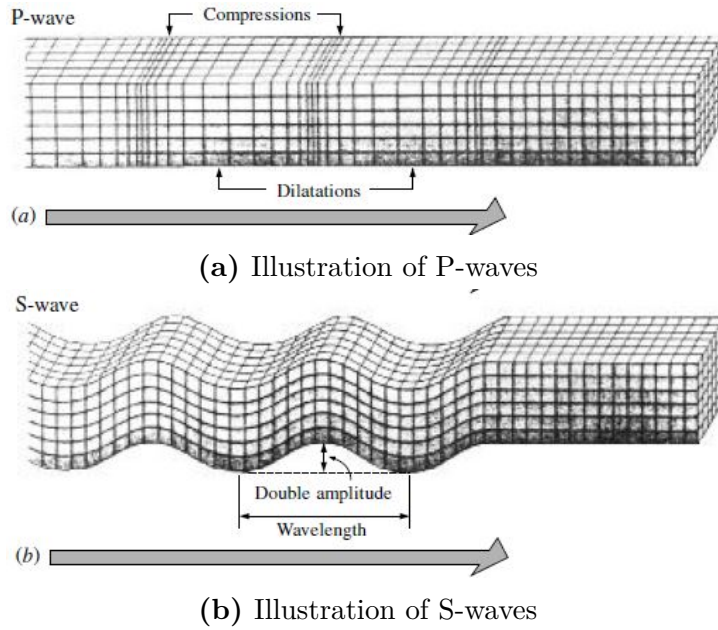 P-wave
Compressions
Dilatations
(a)
(a) Illustration of P-waves
S-wave
Double amplitude
Wavelength
(b)
(b) Illustration of S-waves